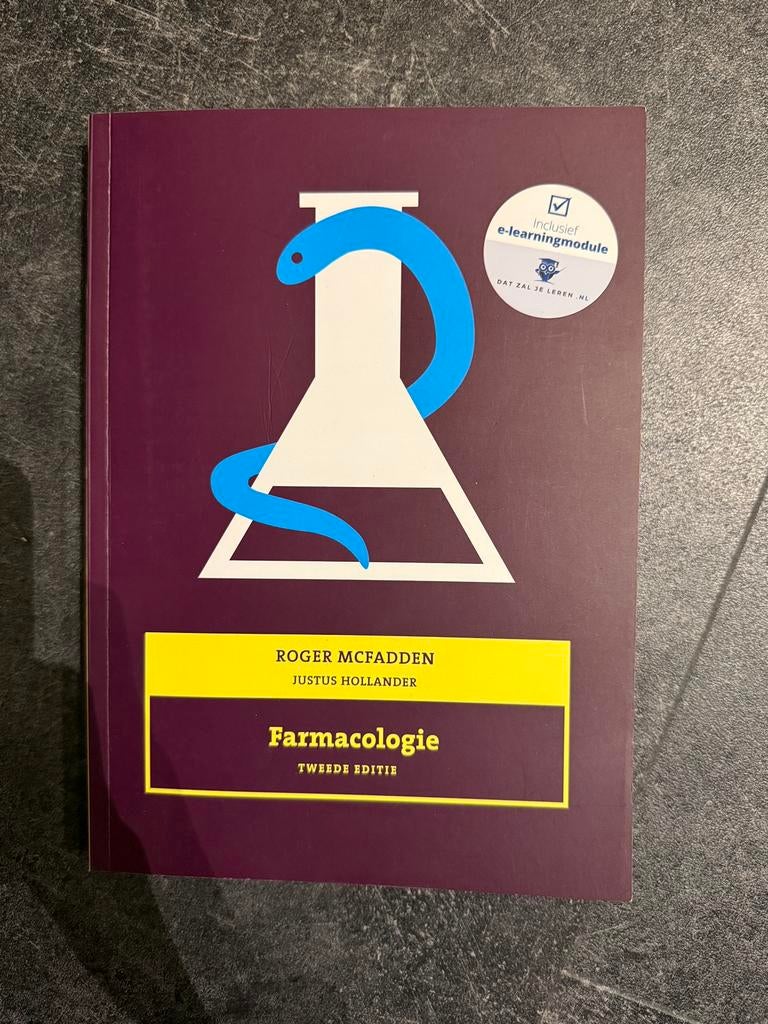 Inclusief
e-learningmodule
DAT ZAL JE LEREN .NL
ROGER MCFADDEN
JUSTUS HOLLANDER
Farmacologie
TWEEDE EDITIE